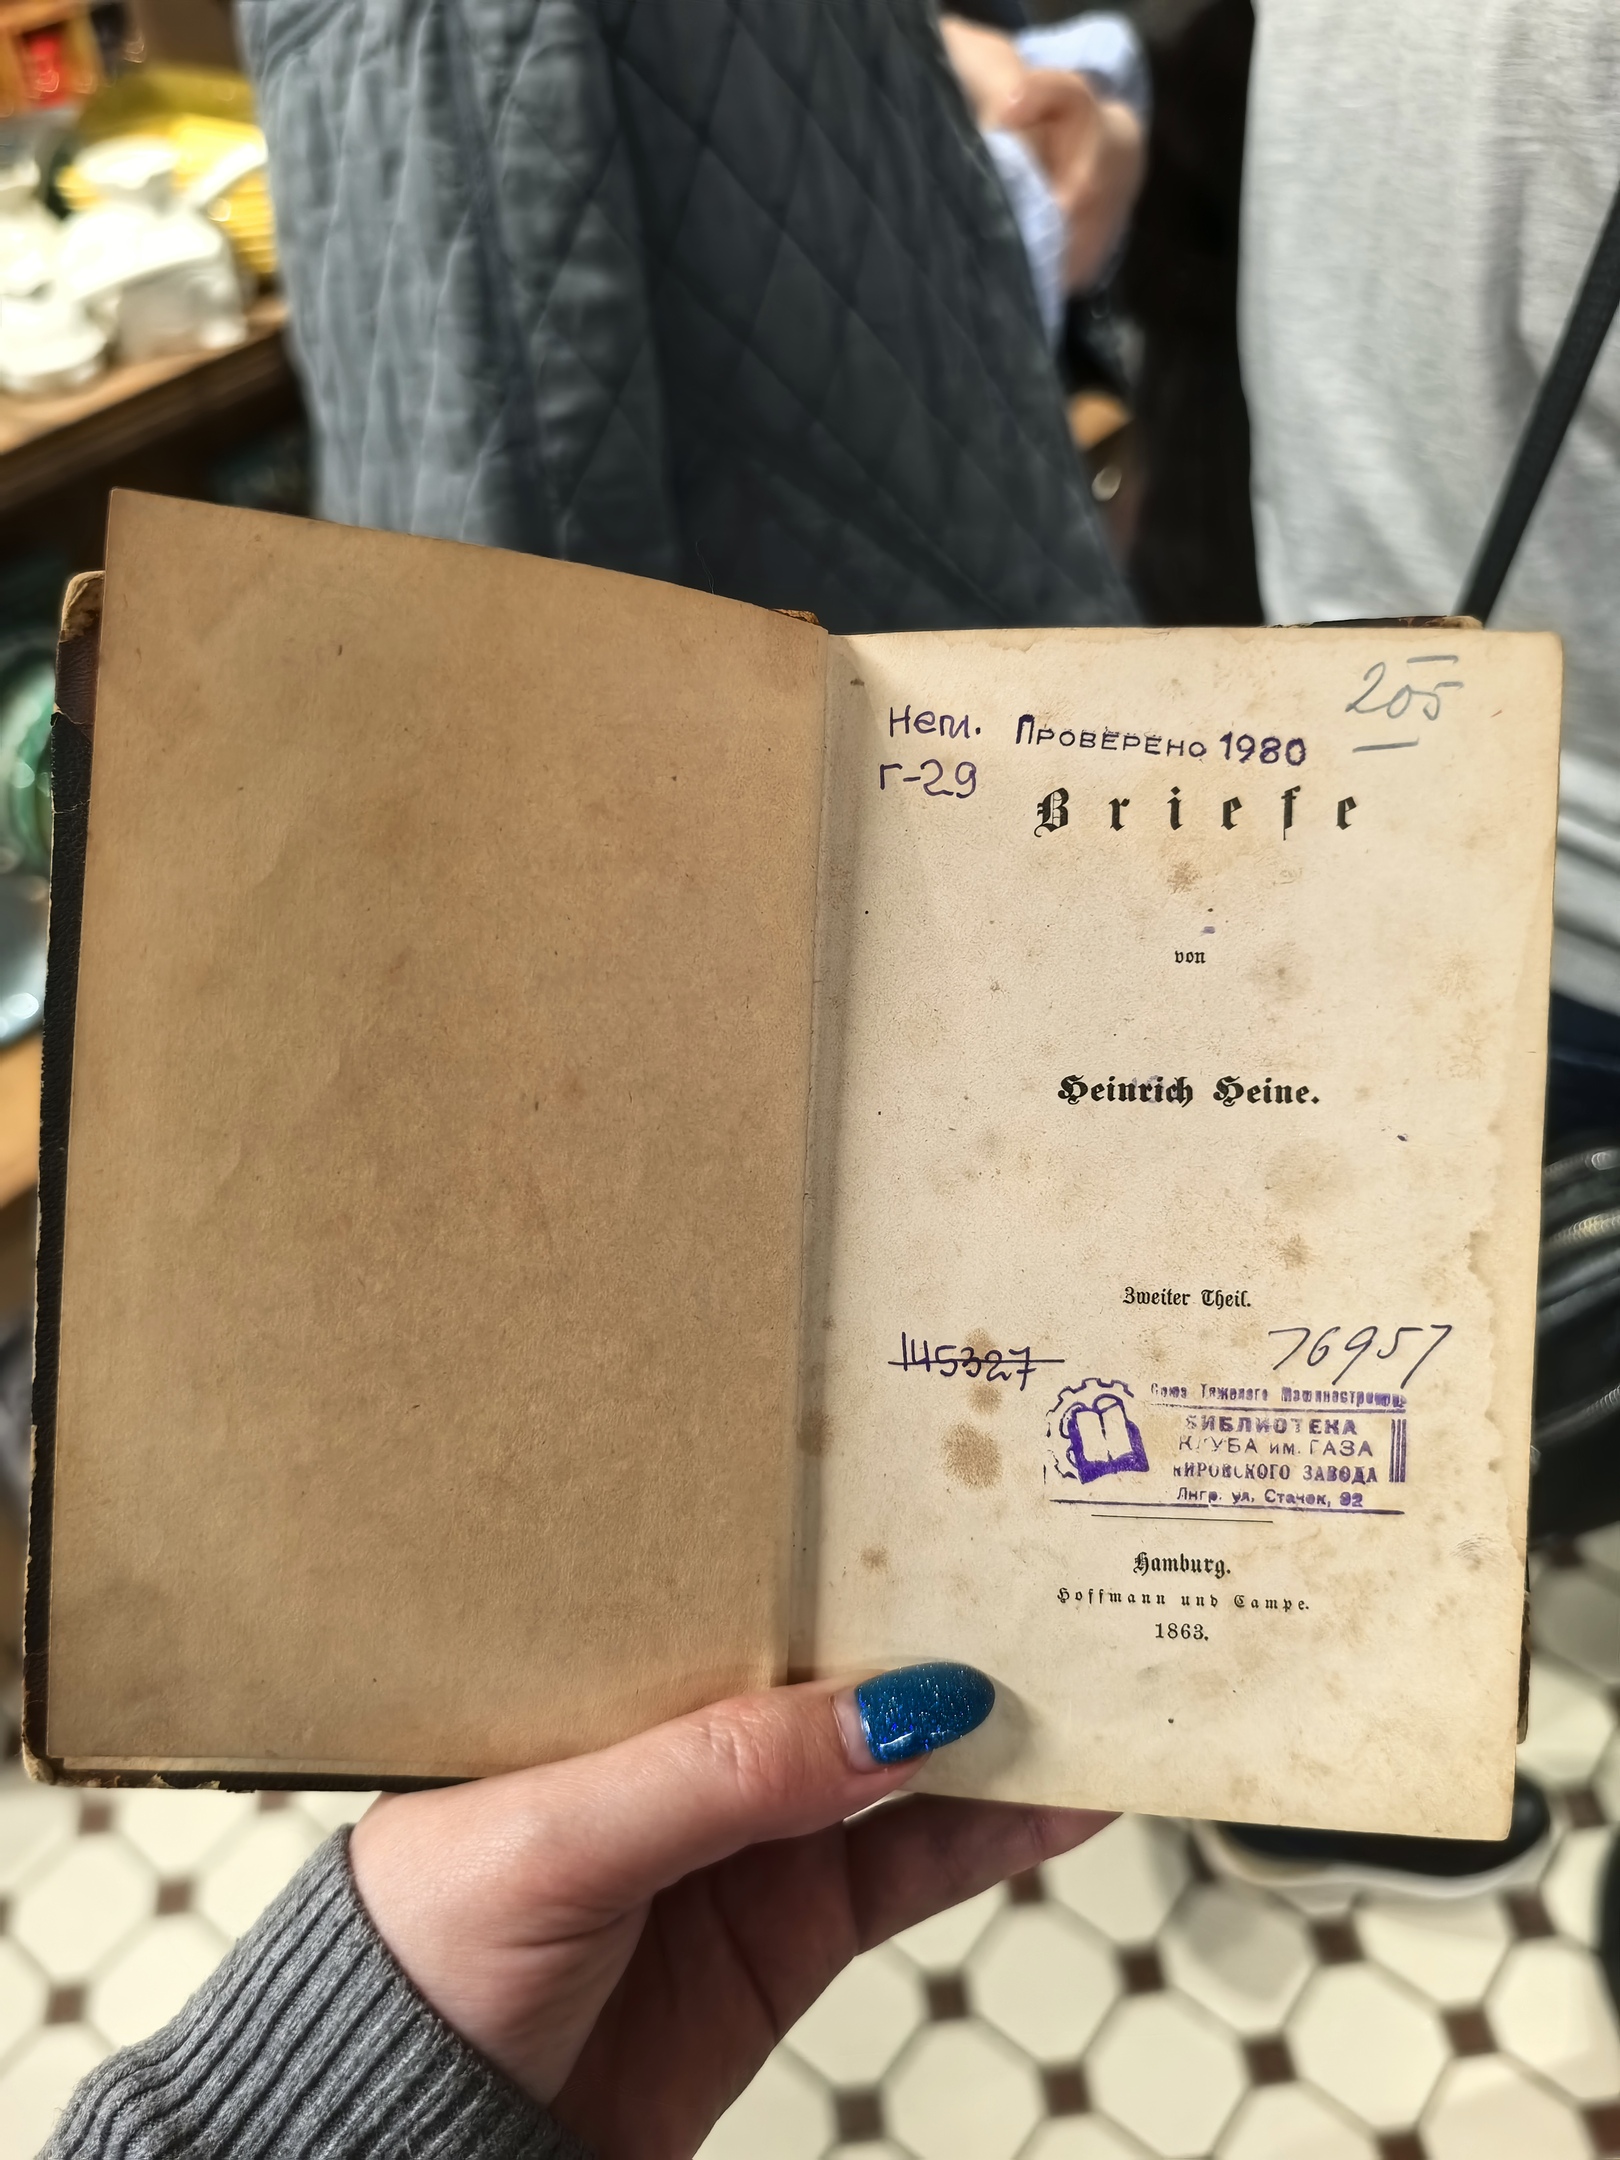 205
Нем. Проверено 1980
Г-29
Briefe
von
Heinrich Heine.
Zweiter Theil.
145327
76957
Союз Тяжелого Машиностроения
БИБЛИОТЕКА
КЛУБА им. ГАЗА
КИРОВСКОГО ЗАВОДА
Лнгр. ул. Стачек, 92
Hamburg.
Hoffmann und Campe.
1863.